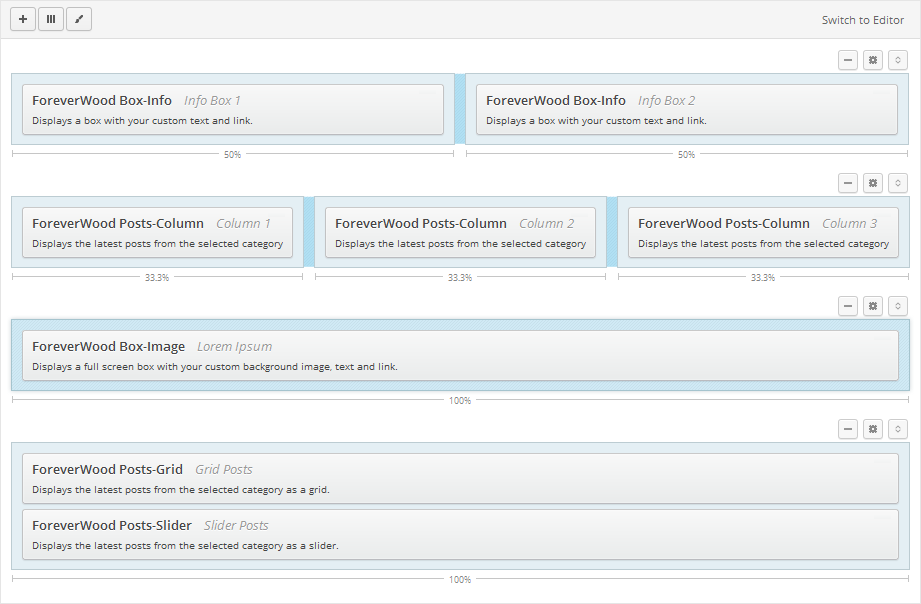 Switch to Editor
ForeverWood Box-Info Info Box 1
Displays a box with your custom text and link.
ForeverWood Box-Info Info Box 2
Displays a box with your custom text and link.
50%
50%
ForeverWood Posts-Column Column 1
Displays the latest posts from the selected category
ForeverWood Posts-Column Column 2
Displays the latest posts from the selected category
ForeverWood Posts-Column Column 3
Displays the latest posts from the selected category
33.3%
33.3%
33.3%
ForeverWood Box-Image Lorem Ipsum
Displays a full screen box with your custom background image, text and link.
100%
ForeverWood Posts-Grid Grid Posts
Displays the latest posts from the selected category as a grid.
ForeverWood Posts-Slider Slider Posts
Displays the latest posts from the selected category as a slider.
100%